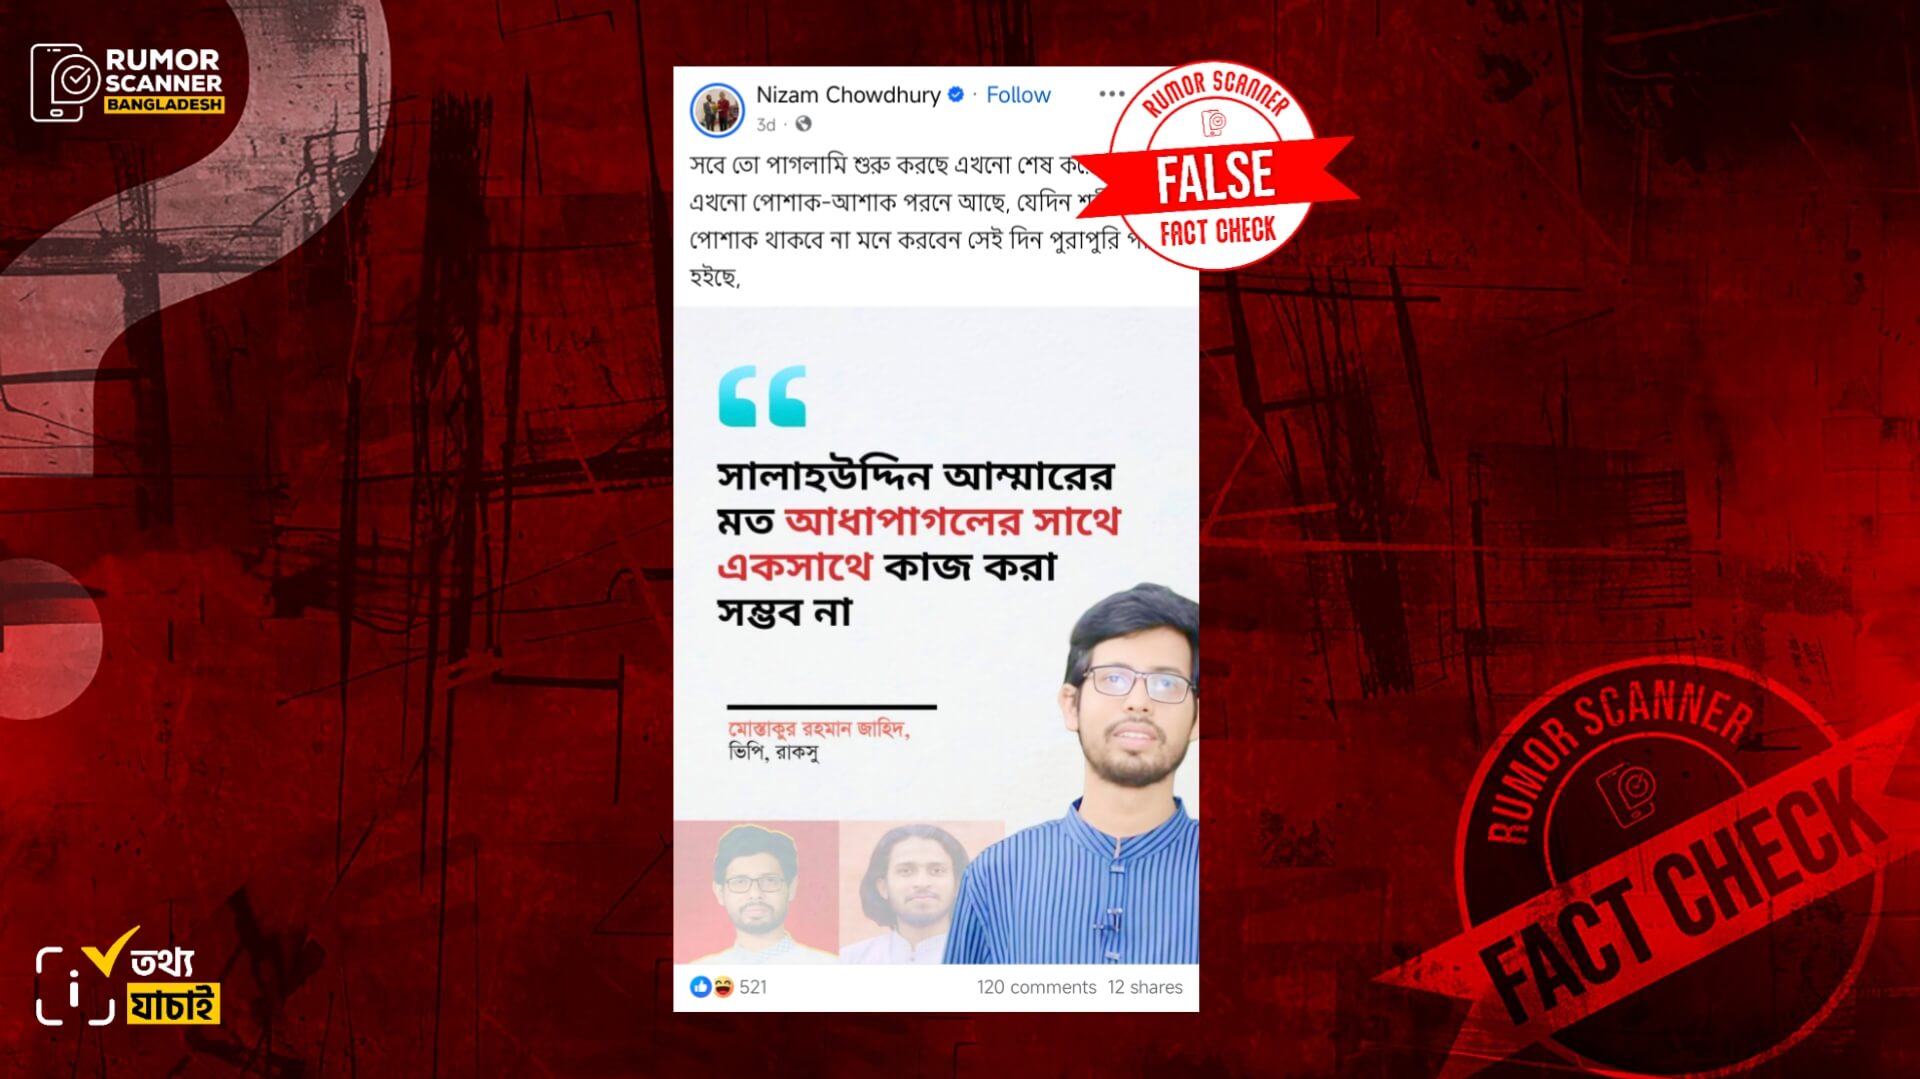 RUMOR
SCANNER
BANGLADESH
Nizam Chowdhury · Follow
3d ·
সবে তো পাগলামি শুরু করছে এখনো শেষ
এখনো পোশাক-আশাক পরনে আছে, যেদিন
পোশাক থাকবে না মনে করবেন সেই দিন পুরাপুরি
হইছে,
RUMOR SCANNER
FALSE
FACT CHECK
“
সালাহউদ্দিন আম্মারের
মত আধাপাগলের সাথে
একসাথে কাজ করা
সম্ভব না
মোস্তাকুর রহমান জাহিদ,
ভিপি, রাকসু
521
120 comments 12 shares
RUMOR SCANNER
FACT CHECK
i তথ্য
যাচাই